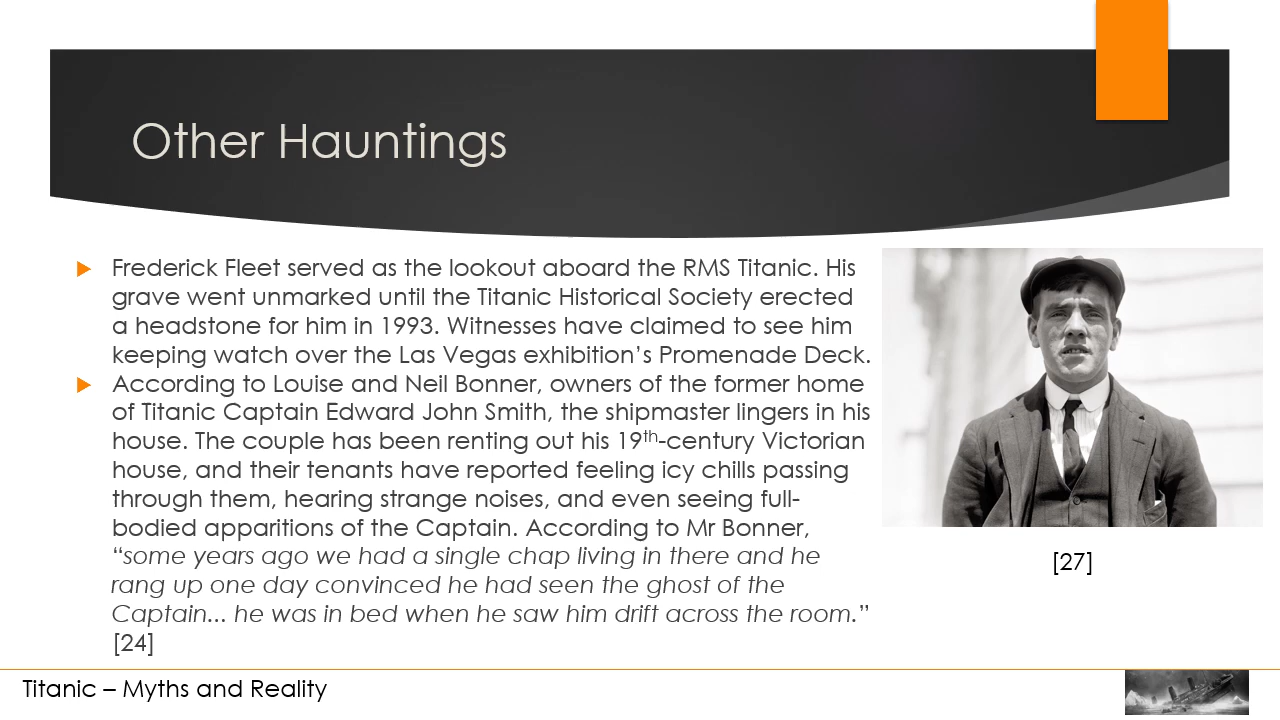 Other Hauntings
Frederick Fleet served as the lookout aboard the RMS Titanic. His
grave went unmarked until the Titanic Historical Society erected
a headstone for him in 1993. Witnesses have claimed to see him
keeping watch over the Las Vegas exhibition’s Promenade Deck.
According to Louise and Neil Bonner, owners of the former home
of Titanic Captain Edward John Smith, the shipmaster lingers in his
house. The couple has been renting out his 19th-century Victorian
house, and their tenants have reported feeling icy chills passing
through them, hearing strange noises, and even seeing full-
bodied apparitions of the Captain. According to Mr Bonner,
“some years ago we had a single chap living in there and he
rang up one day convinced he had seen the ghost of the
Captain... he was in bed when he saw him drift across the room.”
[24]
[27]
Titanic – Myths and Reality